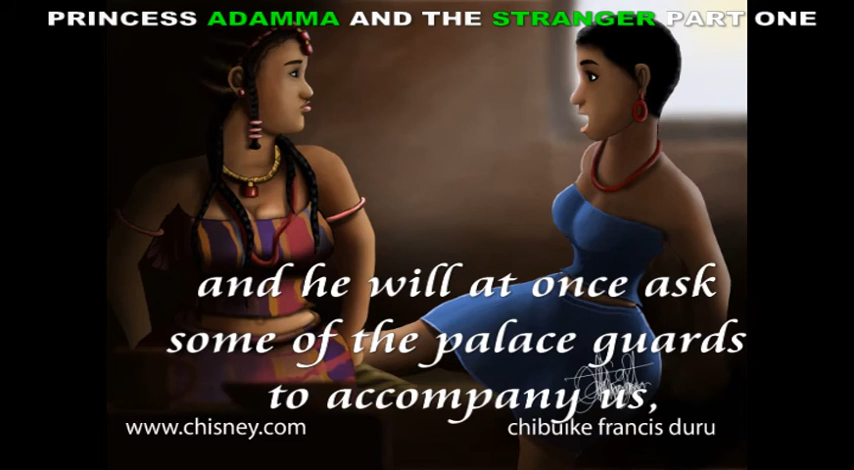 PRINCESS ADAMMA AND THE STRANGER PART ONE
and he will at once ask
some of the palace guards
to accompany us,
www.chisney.com
chibuike francis duru